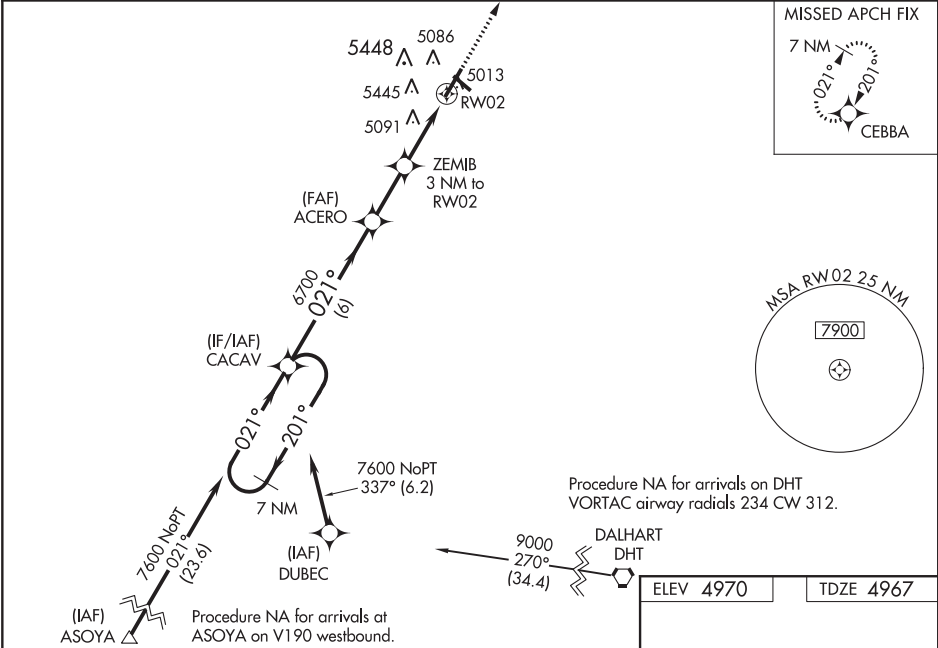 MISSED APCH FIX
7 NM
021°
201°
CEBBA
5448
5086
5445
5091
5013
RW02
ZEMIB
3 NM to
RW02
(FAF)
ACERO
6700
021°
(6)
(IF/IAF)
CACAV
021°
201°
7 NM
7600 NoPT
337° (6.2)
(IAF)
DUBEC
7600 NoPT
021°
(23.6)
(IAF)
ASOYA
Procedure NA for arrivals at
ASOYA on V190 westbound.
MSA RW02 25 NM
7900
Procedure NA for arrivals on DHT
VORTAC airway radials 234 CW 312.
DALHART
DHT
9000
270°
(34.4)
ELEV 4970
TDZE 4967